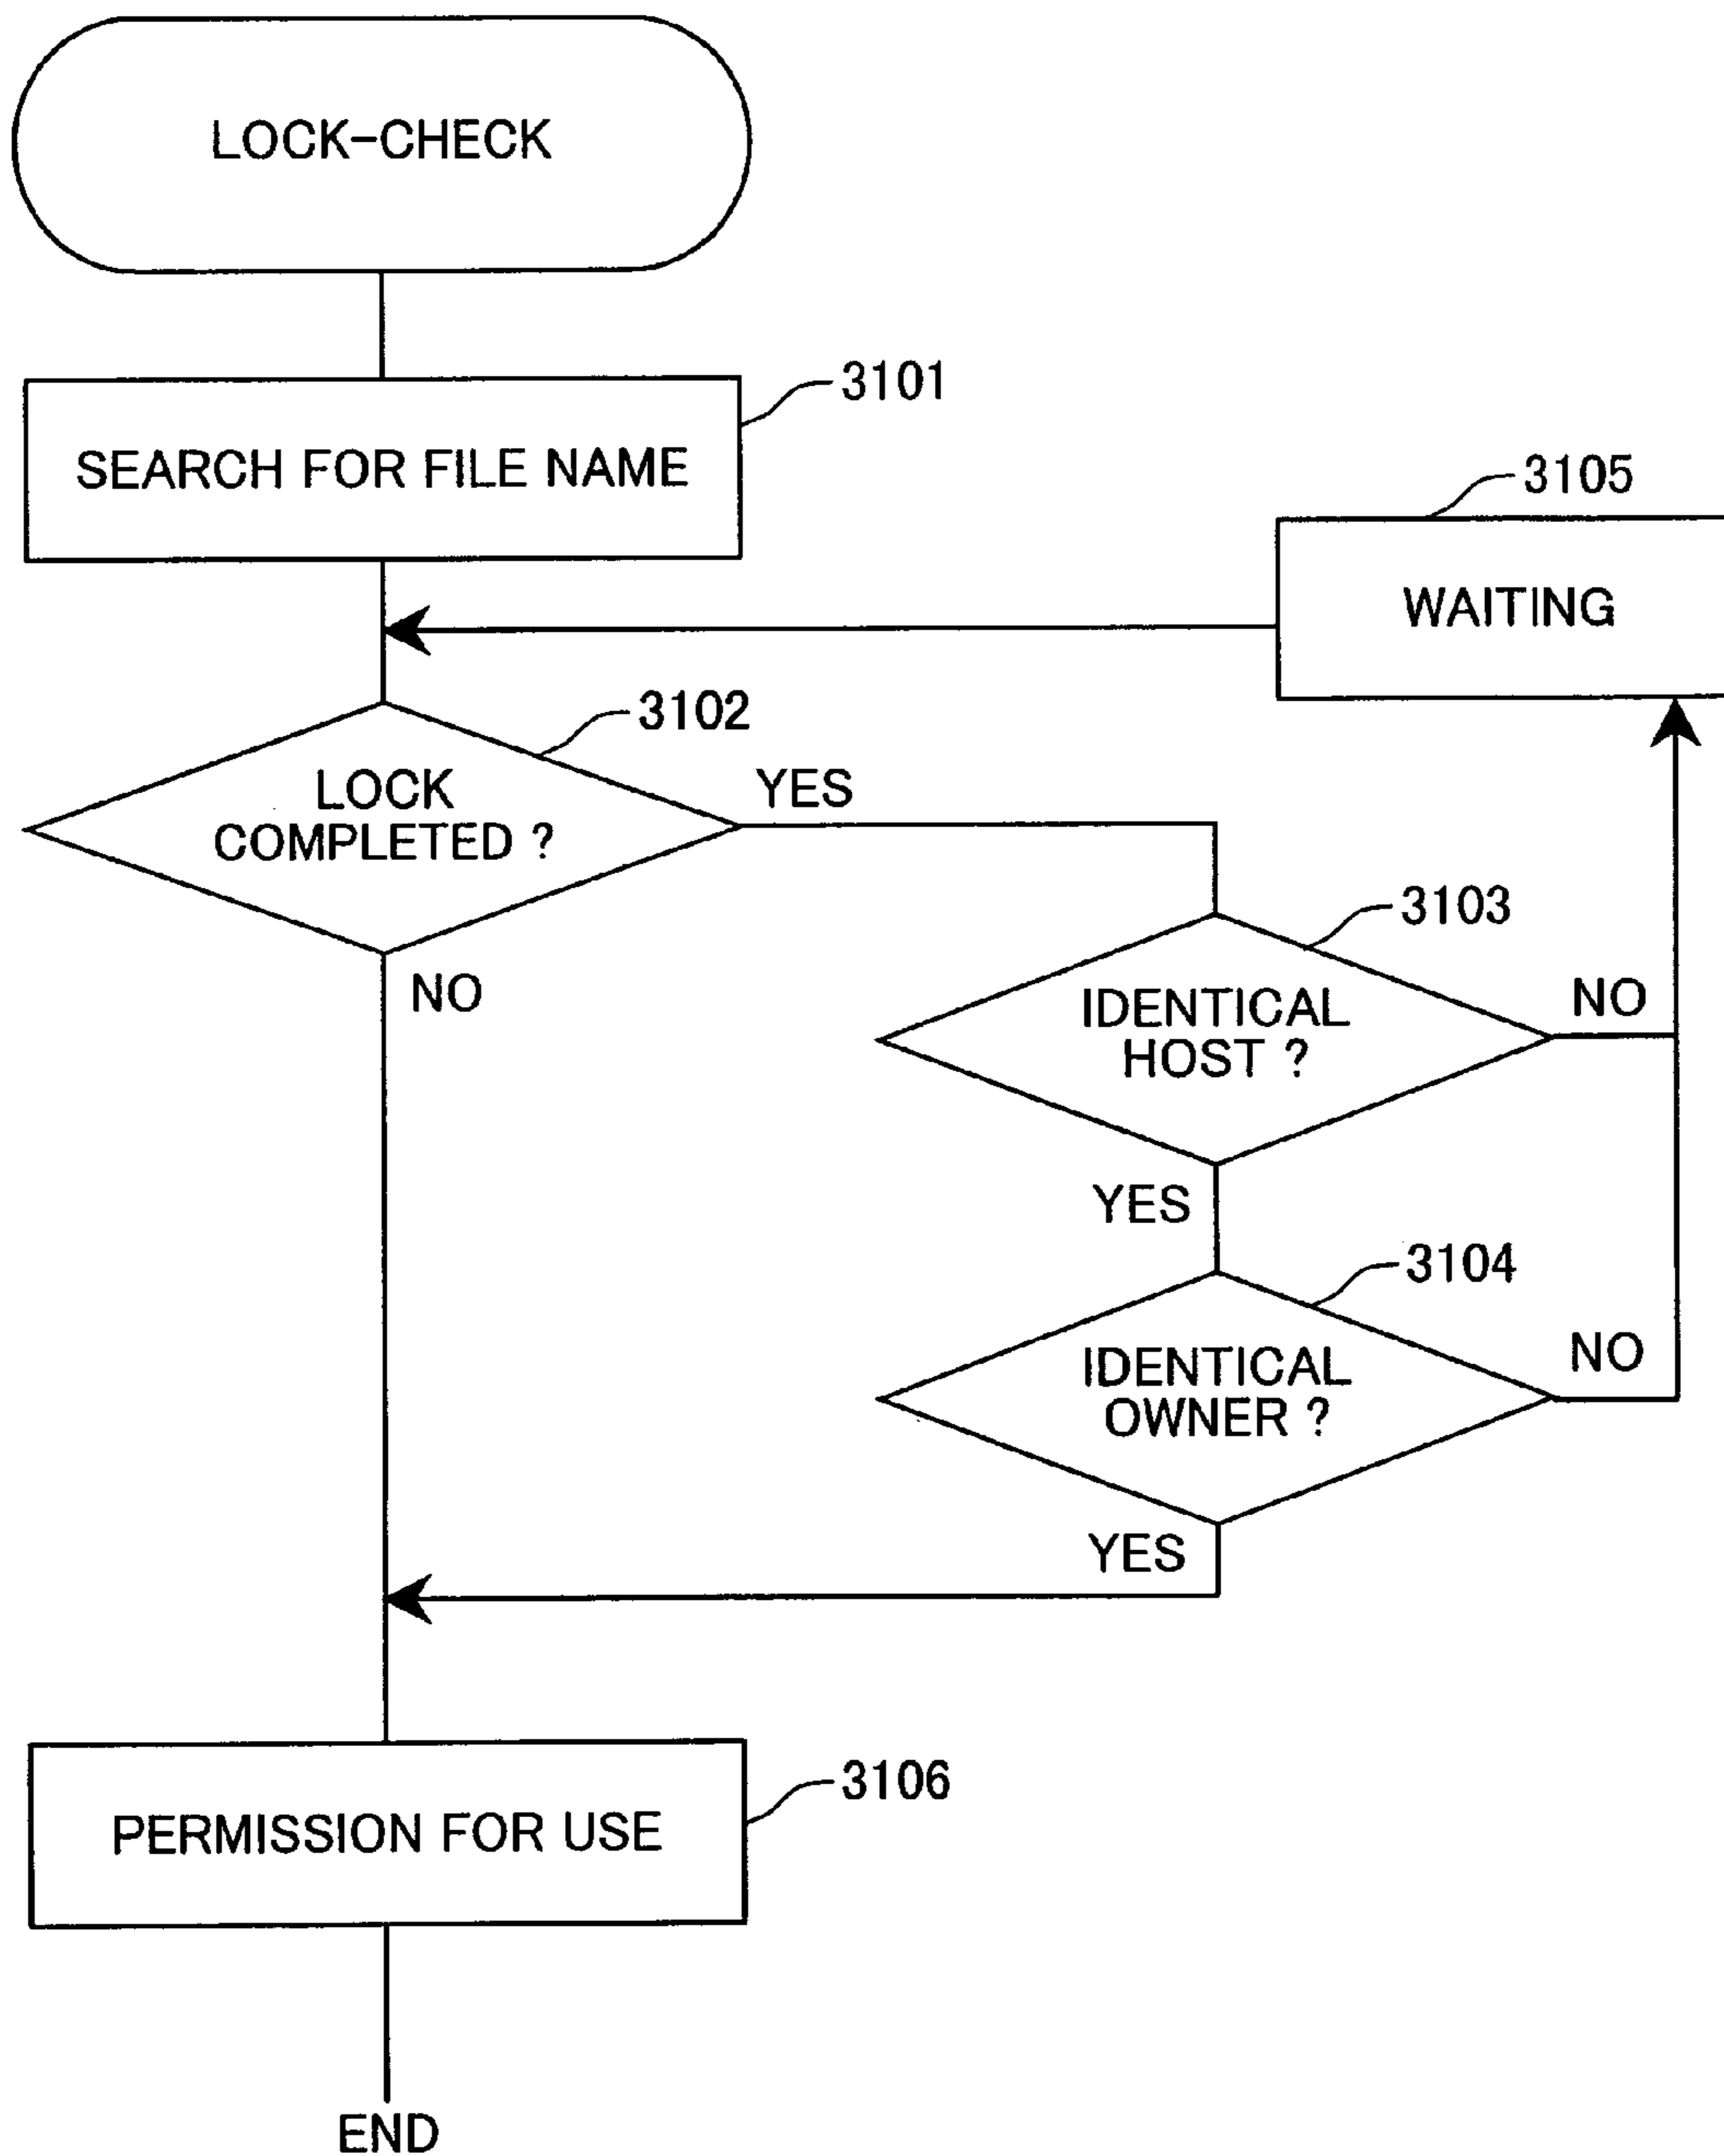 LOCK-CHECK
3101
SEARCH FOR FILE NAME
3105
WAITING
3102
LOCK
COMPLETED ?
YES
NO
3103
IDENTICAL
HOST ?
NO
YES
3104
IDENTICAL
OWNER ?
NO
YES
3106
PERMISSION FOR USE
END